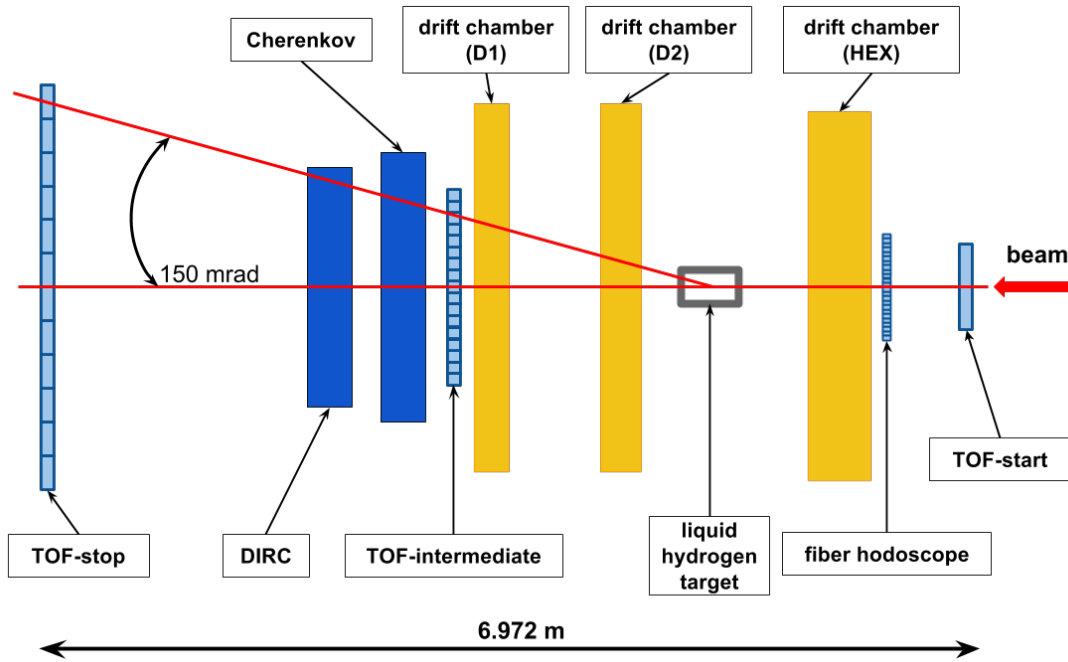 Cherenkov
drift chamber
(D1)
drift chamber
(D2)
drift chamber
(HEX)
150 mrad
beam
TOF-stop
DIRC
TOF-intermediate
liquid
hydrogen
target
fiber hodoscope
TOF-start
6.972 m